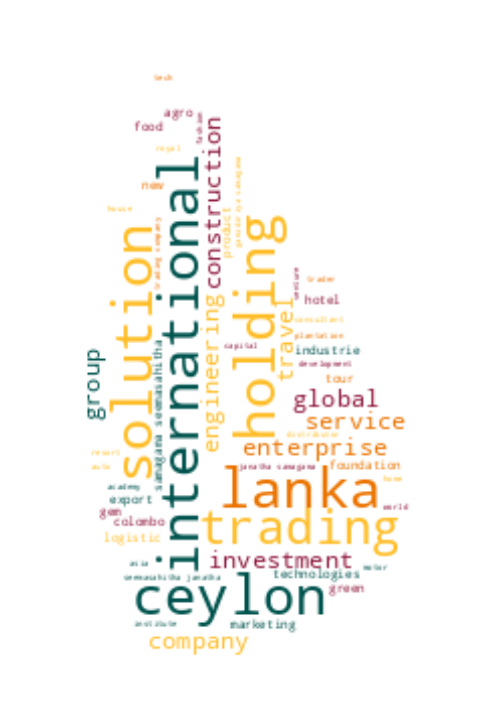 tech
agro
food
fashion
construction
royal
international
new
product
house
holding
solution
trading company
venture
trader
hotel
travel
engineering
consultant
plantation
capital
industrie
development
samagama seemasahitha
group
tour
global
service
distributor
enterprise
resort
janatha samagama
foundation
auto
lanka
home
academy
export
world
gem
colombo
trading
logistic
investment
asia
motor
technologies
seemasahitha janatha
ceylon
green
institute
marketing
company